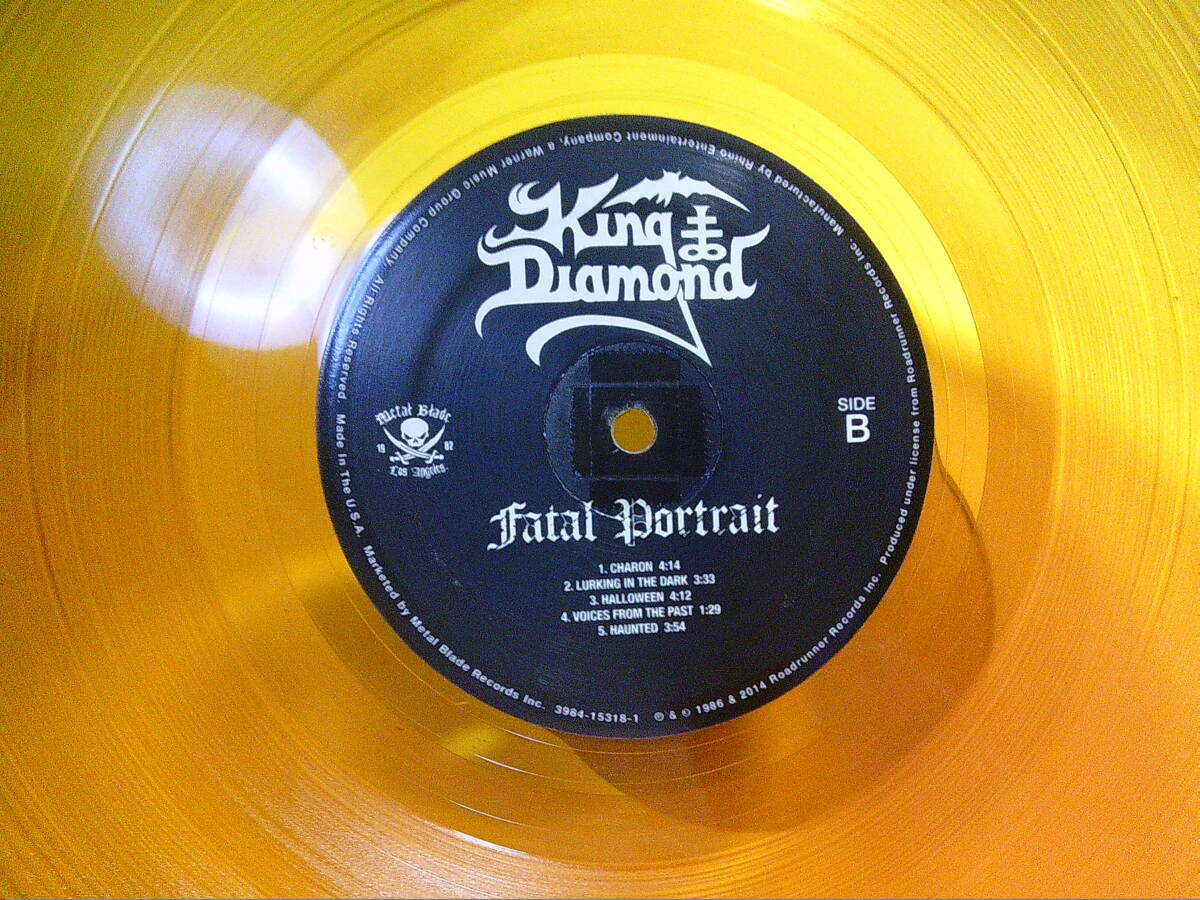 King
Diamond
Metal Blade
19 82
Los Angeles
SIDE
B
Fatal Portrait
1. CHARON 4:14
2. LURKING IN THE DARK 3:33
3. HALLOWEEN 4:12
4. VOICES FROM THE PAST 1:29
5. HAUNTED 3:54
℗ & © 1986 & 2014 Roadrunner Records Inc. Produced under license from Roadrunner Records Inc. Manufactured by Rhino Entertainment Company, a Warner Music Group Company. All Rights Reserved. Made in The U.S.A. Marketed by Metal Blade Records Inc. 3984-15318-1